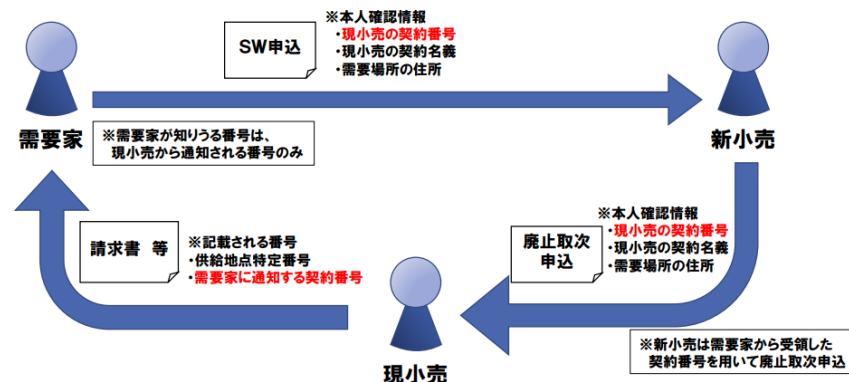 ※本人確認情報
・現小売の契約番号
・現小売の契約名義
・需要場所の住所
SW申込
需要家
新小売
※需要家が知りうる番号は、
現小売から通知される番号のみ
請求書 等
※記載される番号
・供給地点特定番号
・需要家に通知する契約番号
※本人確認情報
・現小売の契約番号
・現小売の契約名義
・需要場所の住所
廃止取次
申込
※新小売は需要家から受領した
契約番号を用いて廃止取次申込
現小売